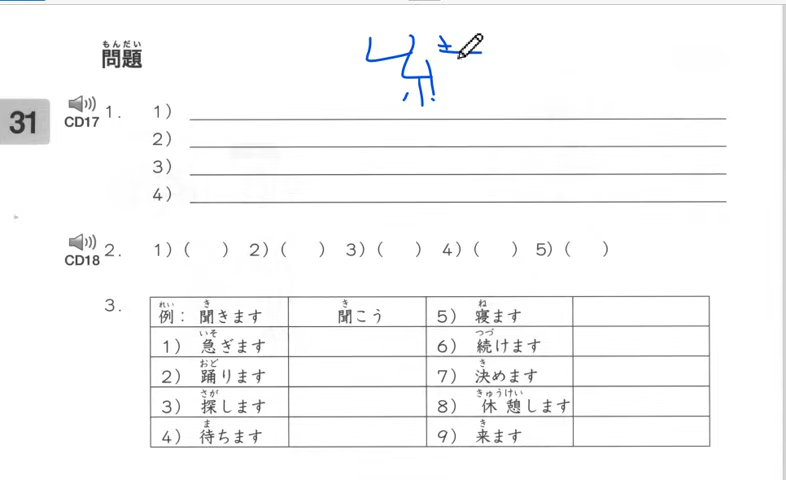 もんだい
問題
31
CD17 1. 1)
2)
3)
4)
CD18 2. 1) ( ) 2) ( ) 3) ( ) 4) ( ) 5) ( )
3.
れい き き ね
例: 聞きます 聞こう 5) 寝ます
いそ つづ
1) 急ぎます 6) 続けます
おど き
2) 踊ります 7) 決めます
さが きゅうけい
3) 探します 8) 休憩します
ま き
4) 待ちます 9) 来ます